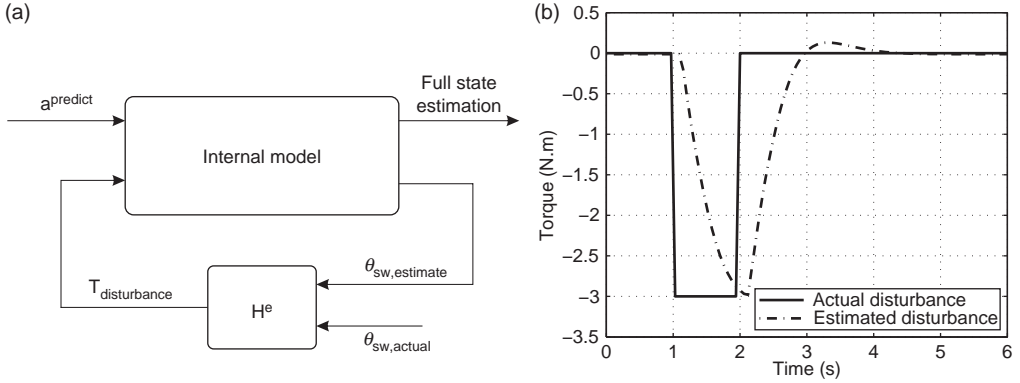 (a)
a^predict
Full state
estimation
Internal model
T_disturbance
H^e
θ_sw,estimate
θ_sw,actual
(b)
0.5
0
−0.5
−1
−1.5
−2
−2.5
−3
−3.5
Torque (N.m)
Actual disturbance
Estimated disturbance
0 1 2 3 4 5 6
Time (s)